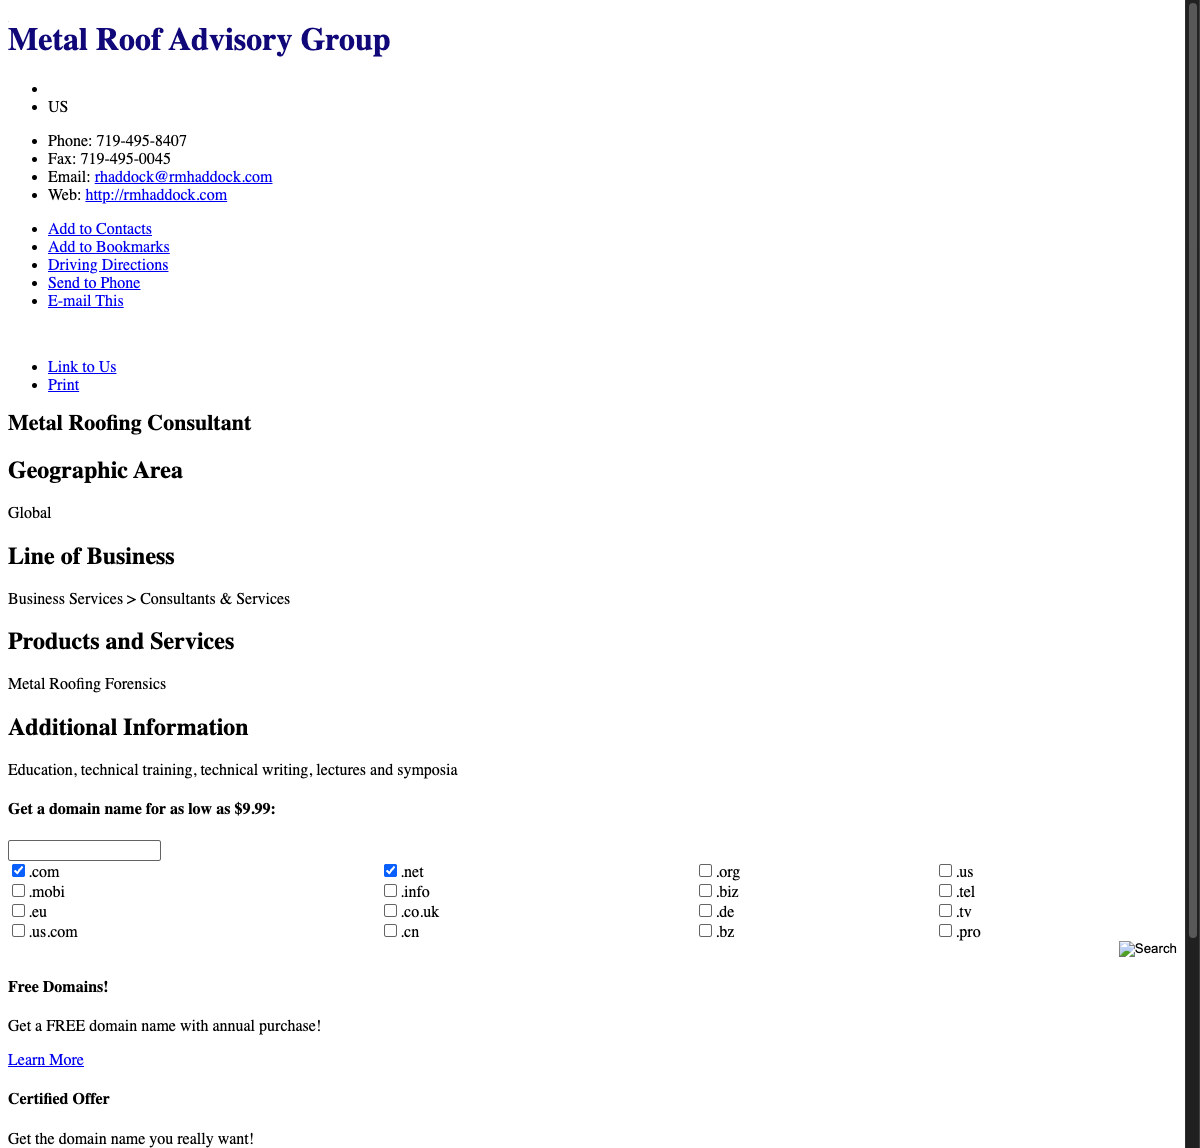 Metal Roof Advisory Group
US
Phone: 719-495-8407
Fax: 719-495-0045
Email: rhaddock@rmhaddock.com
Web: http://rmhaddock.com
Add to Contacts
Add to Bookmarks
Driving Directions
Send to Phone
E-mail This
Link to Us
Print
Metal Roofing Consultant
Geographic Area
Global
Line of Business
Business Services > Consultants & Services
Products and Services
Metal Roofing Forensics
Additional Information
Education, technical training, technical writing, lectures and symposia
Get a domain name for as low as $9.99:
.com .net .org .us
.mobi .info .biz .tel
.eu .co.uk .de .tv
.us.com .cn .bz .pro
Search
Free Domains!
Get a FREE domain name with annual purchase!
Learn More
Certified Offer
Get the domain name you really want!